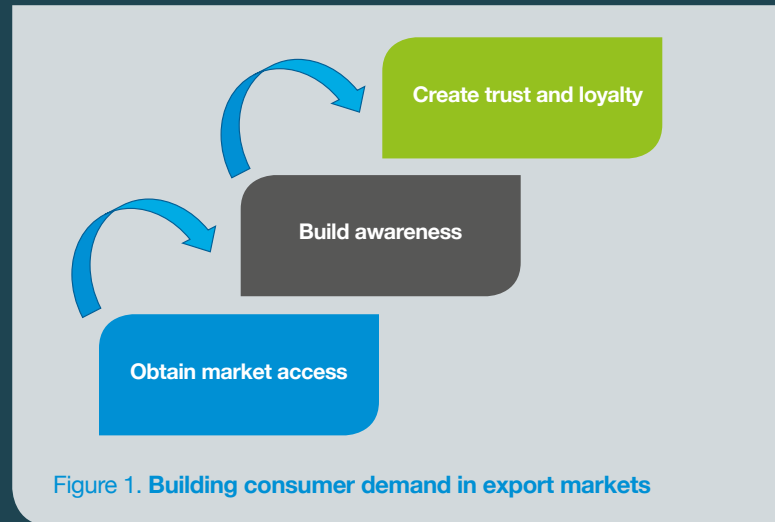 Create trust and loyalty
Build awareness
Obtain market access
Figure 1. Building consumer demand in export markets